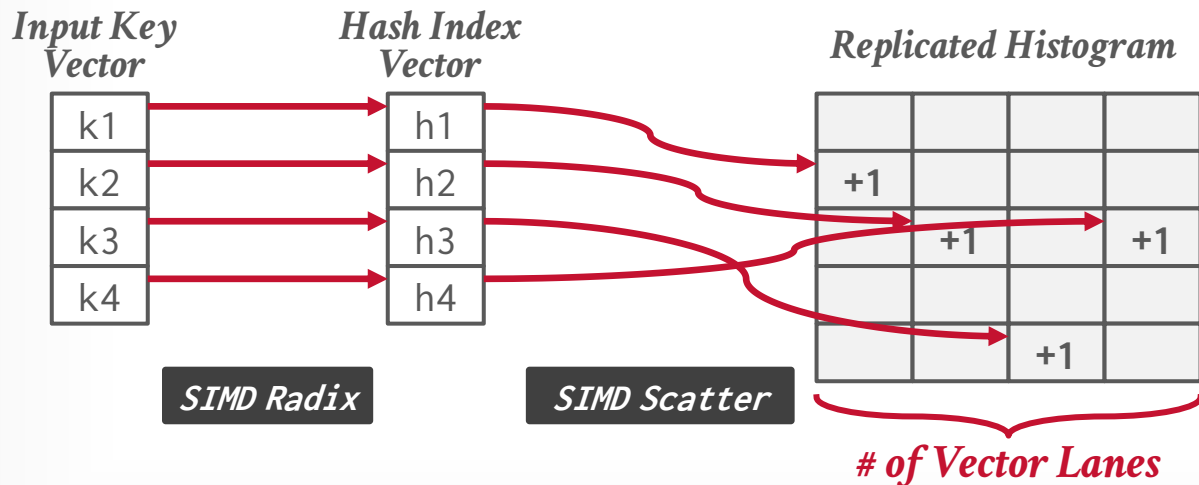 Input Key
Vector
Hash Index
Vector
Replicated Histogram
k1
k2
k3
k4
h1
h2
h3
h4
+1
+1
+1
+1
SIMD Radix
SIMD Scatter
# of Vector Lanes